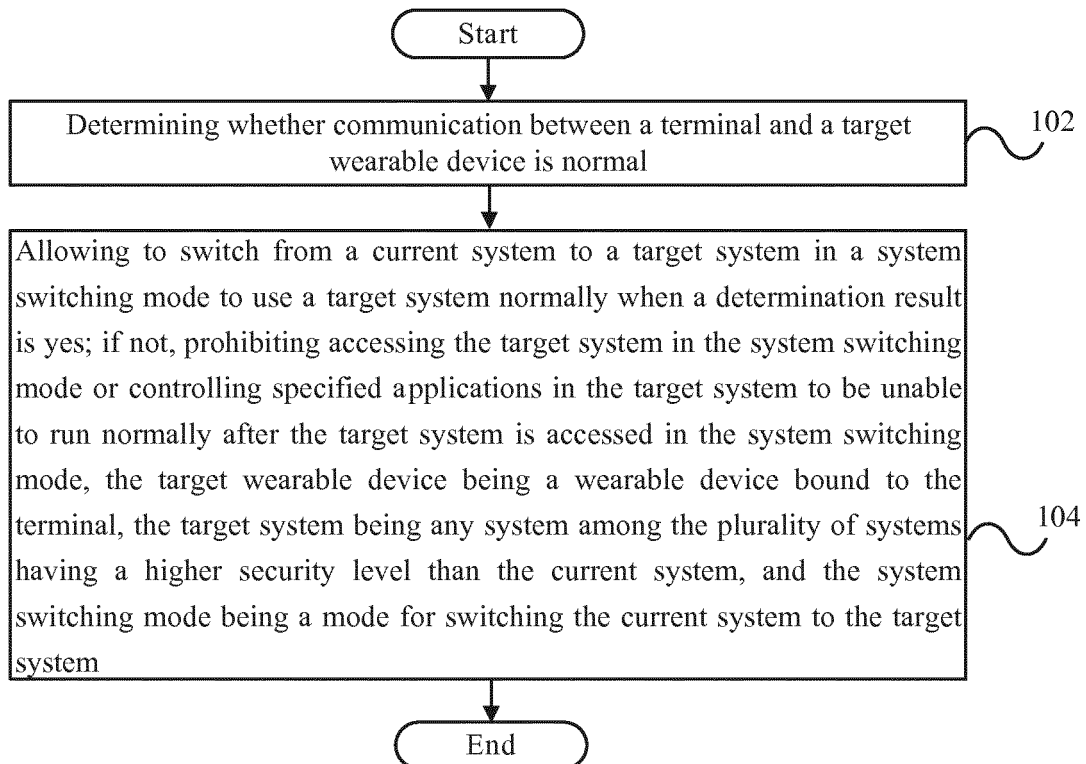 Start
Determining whether communication between a terminal and a target
wearable device is normal
102
Allowing to switch from a current system to a target system in a system
switching mode to use a target system normally when a determination result
is yes; if not, prohibiting accessing the target system in the system switching
mode or controlling specified applications in the target system to be unable
to run normally after the target system is accessed in the system switching
mode, the target wearable device being a wearable device bound to the
terminal, the target system being any system among the plurality of systems
having a higher security level than the current system, and the system
switching mode being a mode for switching the current system to the target
system
104
End